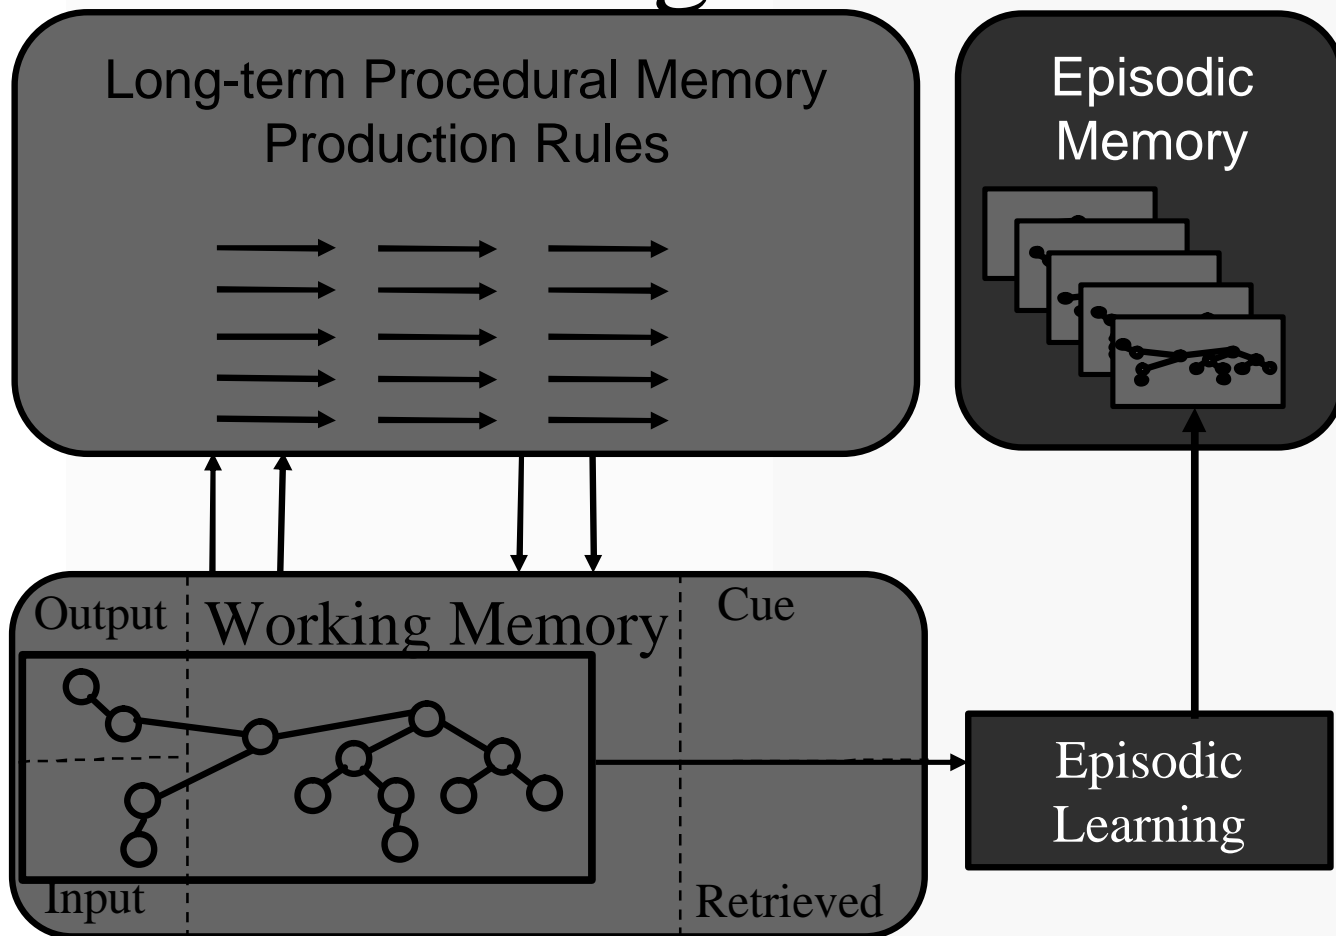 Long-term Procedural Memory
Production Rules
Episodic
Memory
Output
Working Memory
Cue
Input
Retrieved
Episodic
Learning